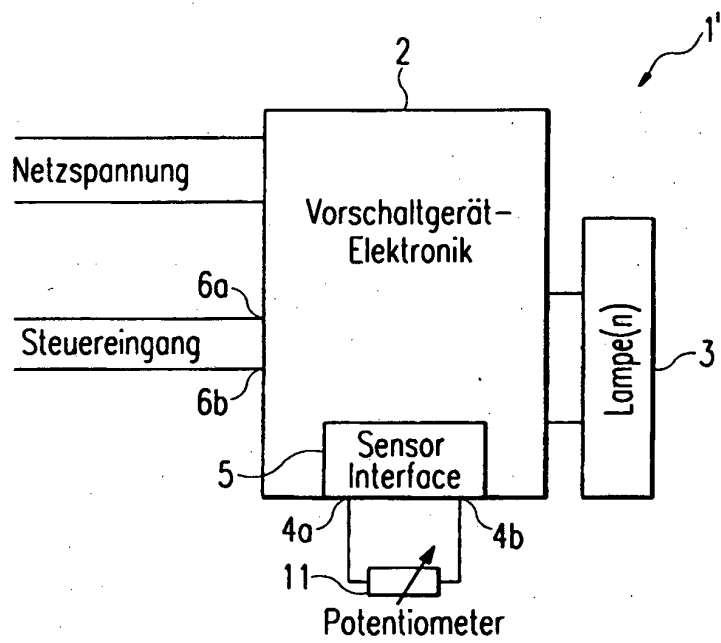 1'
2
Netzspannung
Vorschaltgerät-
Elektronik
6a
Steuereingang
6b
Lampe(n)
3
5
Sensor
Interface
4a
4b
11
Potentiometer